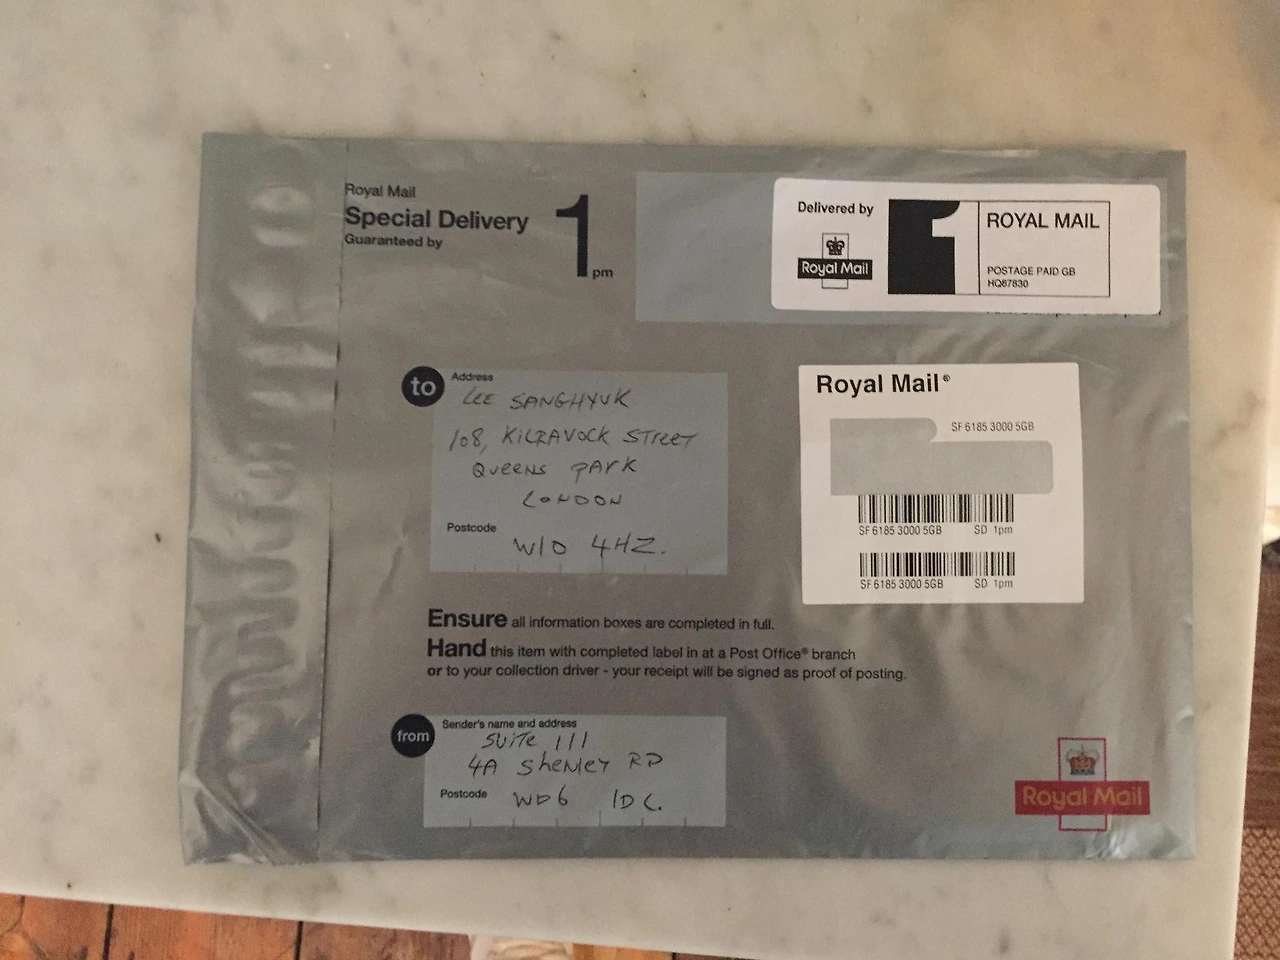 Royal Mail
Special Delivery
Guaranteed by
1pm
Delivered by
Royal Mail
1
ROYAL MAIL
POSTAGE PAID GB
HQ87830
to
Address
LEE SANGHYUK
108, KILRAVOCK STREET
QUEENS PARK
LONDON
Postcode
W10 4HZ.
Royal Mail®
SF 6185 3000 5GB
SF 6185 3000 5GB SD 1pm
SF 6185 3000 5GB SD 1pm
Ensure all information boxes are completed in full.
Hand this item with completed label in at a Post Office® branch
or to your collection driver - your receipt will be signed as proof of posting.
from
Sender's name and address
SUITE 111
4A SHENLEY RD
Postcode
WD6 1DC.
Royal Mail